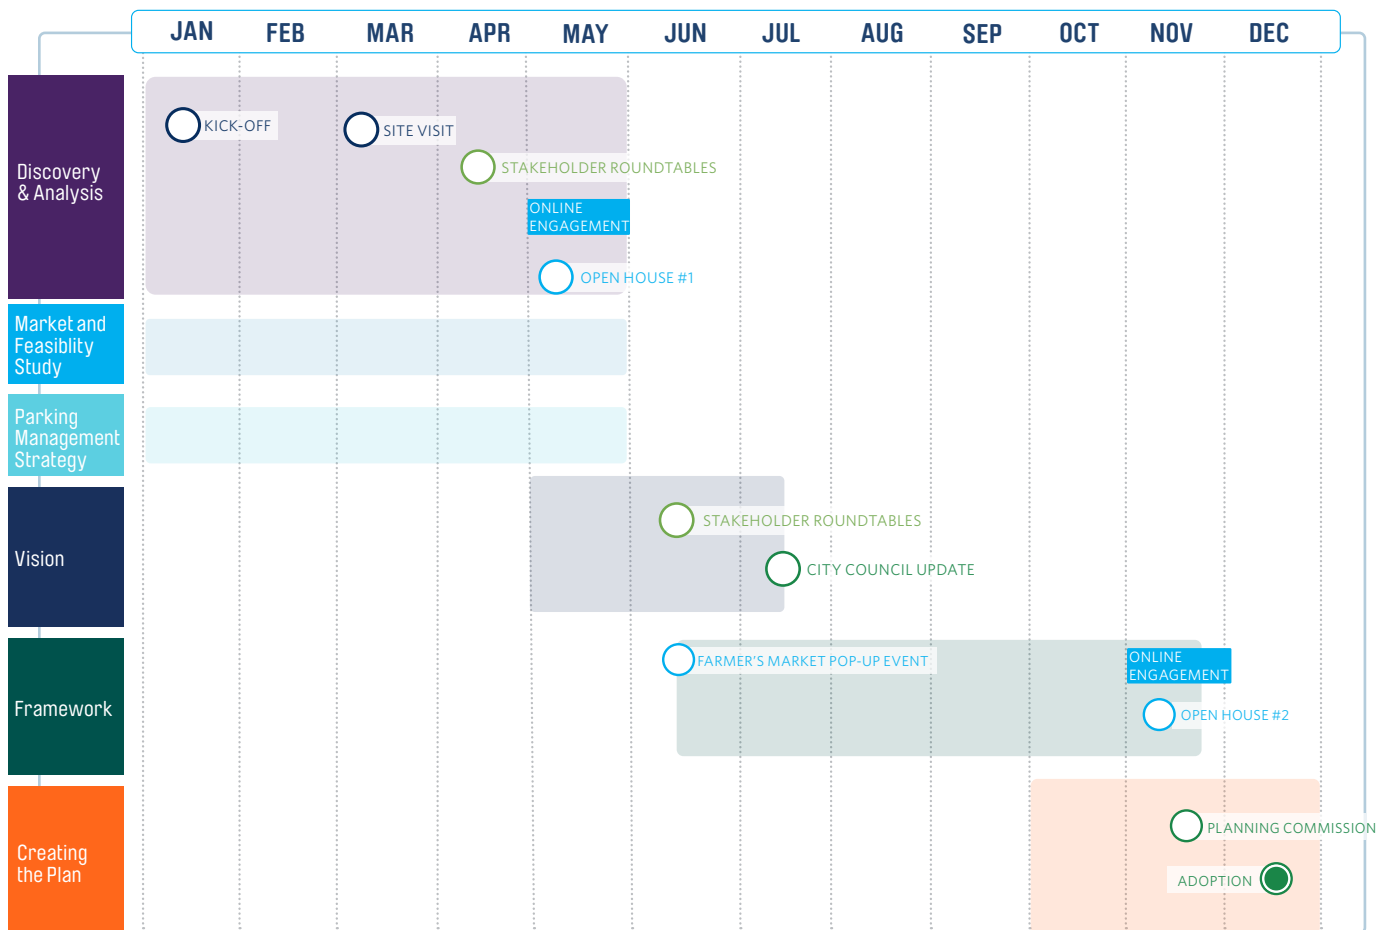 JAN FEB MAR APR MAY JUN JUL AUG SEP OCT NOV DEC
Discovery
& Analysis
KICK-OFF
SITE VISIT
STAKEHOLDER ROUNDTABLES
ONLINE
ENGAGEMENT
OPEN HOUSE #1
Market and
Feasiblity
Study
Parking
Management
Strategy
Vision
STAKEHOLDER ROUNDTABLES
CITY COUNCIL UPDATE
Framework
FARMER'S MARKET POP-UP EVENT
ONLINE
ENGAGEMENT
OPEN HOUSE #2
Creating
the Plan
PLANNING COMMISSION
ADOPTION